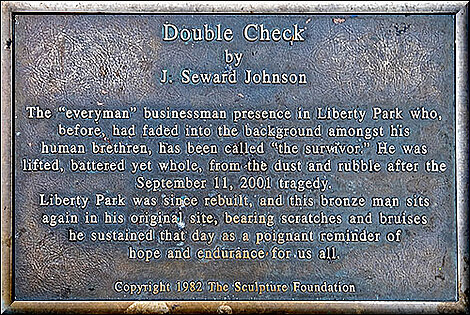 Double Check
by
J. Seward Johnson
The "everyman" businessman presence in Liberty Park who,
before, had faded into the background amongst his
human brethren, has been called "the survivor." He was
lifted, battered yet whole, from the dust and rubble after the
September 11, 2001 tragedy.
Liberty Park was since rebuilt, and this bronze man sits
again in his original site, bearing scratches and bruises
he sustained that day as a poignant reminder of
hope and endurance for us all.
Copyright 1982 The Sculpture Foundation